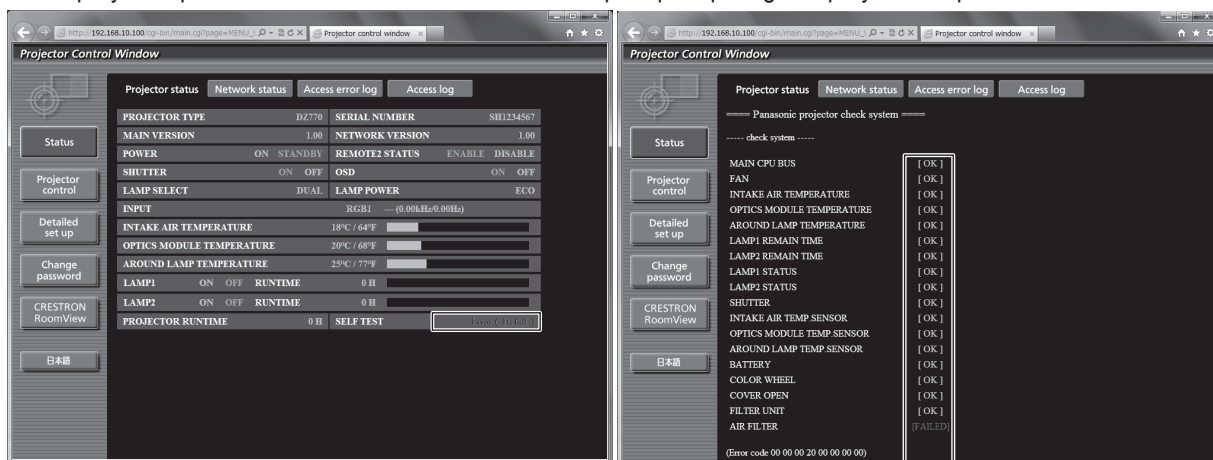 http://192.168.10.100/cgi-bin/main.cgi?page=MENU_!
Projector control window
Projector Control Window
Projector status Network status Access error log Access log
PROJECTOR TYPE DZ770 SERIAL NUMBER SH1234567
MAIN VERSION 1.00 NETWORK VERSION 1.00
POWER ON STANDBY REMOTE2 STATUS ENABLE DISABLE
SHUTTER ON OFF OSD ON OFF
LAMP SELECT DUAL LAMP POWER ECO
INPUT RGB1 — (0.00kHz/0.00Hz)
INTAKE AIR TEMPERATURE 18°C / 64°F
OPTICS MODULE TEMPERATURE 20°C / 68°F
AROUND LAMP TEMPERATURE 25°C / 77°F
LAMP1 ON OFF RUNTIME 0 H
LAMP2 ON OFF RUNTIME 0 H
PROJECTOR RUNTIME 0 H SELF TEST Error ( Detail )
Status
Projector
control
Detailed
set up
Change
password
CRESTRON
RoomView
日本語
http://192.168.10.100/cgi-bin/main.cgi?page=MENU_!
Projector control window
Projector Control Window
Projector status Network status Access error log Access log
==== Panasonic projector check system ====
----- check system -----
MAIN CPU BUS [ OK ]
FAN [ OK ]
INTAKE AIR TEMPERATURE [ OK ]
OPTICS MODULE TEMPERATURE [ OK ]
AROUND LAMP TEMPERATURE [ OK ]
LAMP1 REMAIN TIME [ OK ]
LAMP2 REMAIN TIME [ OK ]
LAMP1 STATUS [ OK ]
LAMP2 STATUS [ OK ]
SHUTTER [ OK ]
INTAKE AIR TEMP.SENSOR [ OK ]
OPTICS MODULE TEMP.SENSOR [ OK ]
AROUND LAMP TEMP.SENSOR [ OK ]
BATTERY [ OK ]
COLOR WHEEL [ OK ]
COVER OPEN [ OK ]
FILTER UNIT [ OK ]
AIR FILTER [FAILED]
(Error code 00 00 00 20 00 00 00 00)
Status
Projector
control
Detailed
set up
Change
password
CRESTRON
RoomView
日本語